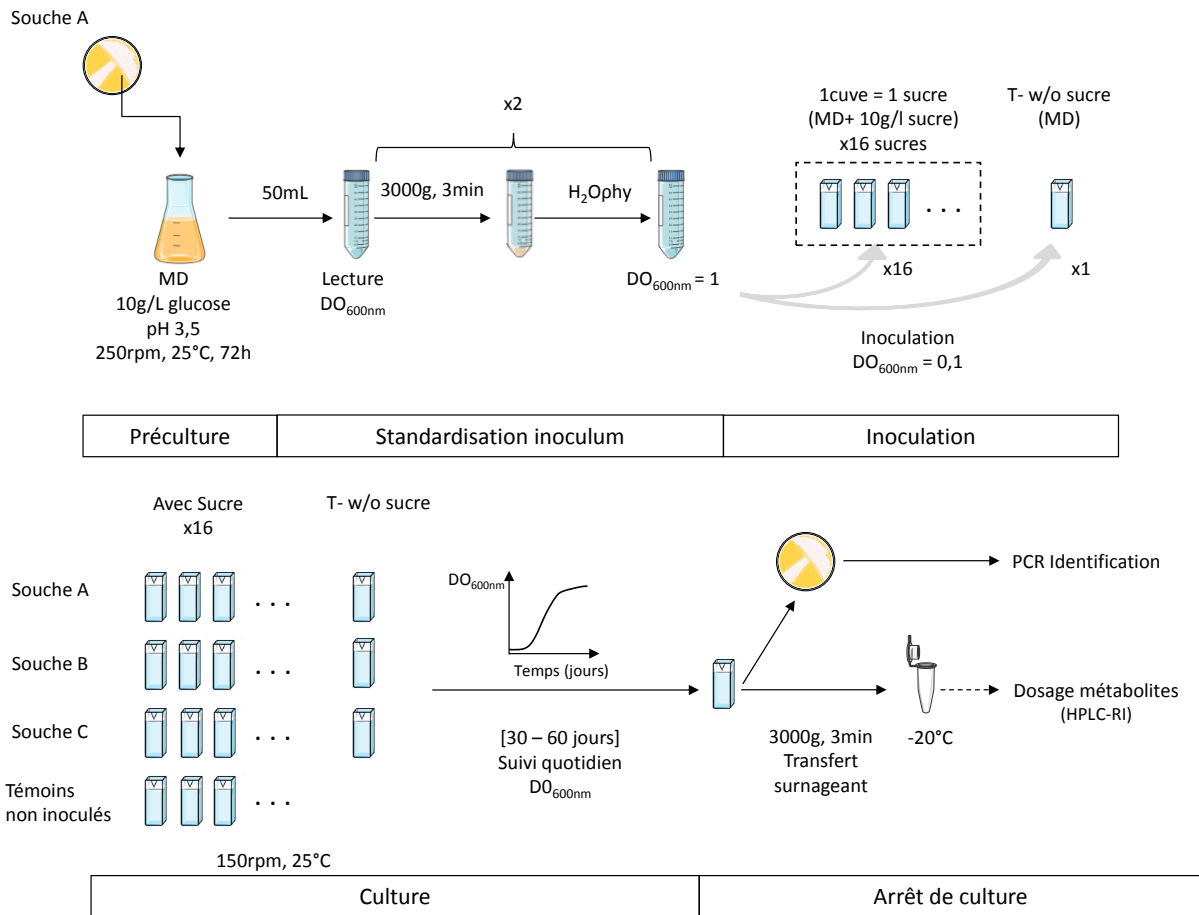 Souche A
x2
1cuve = 1 sucre
(MD+ 10g/l sucre)
x16 sucres
T- w/o sucre
(MD)
50mL
3000g, 3min
H₂Ophy
MD
10g/L glucose
pH 3,5
250rpm, 25°C, 72h
Lecture
DO₆₀₀ₙₘ
DO₆₀₀ₙₘ = 1
. . .
x16
x1
Inoculation
DO₆₀₀ₙₘ = 0,1
Préculture
Standardisation inoculum
Inoculation
Avec Sucre
x16
T- w/o sucre
Souche A
. . .
Souche B
. . .
Souche C
. . .
Témoins
non inoculés
. . .
150rpm, 25°C
DO₆₀₀ₙₘ
Temps (jours)
[30 – 60 jours]
Suivi quotidien
D0₆₀₀ₙₘ
PCR Identification
3000g, 3min
Transfert
surnageant
-20°C
Dosage métabolites
(HPLC-RI)
Culture
Arrêt de culture